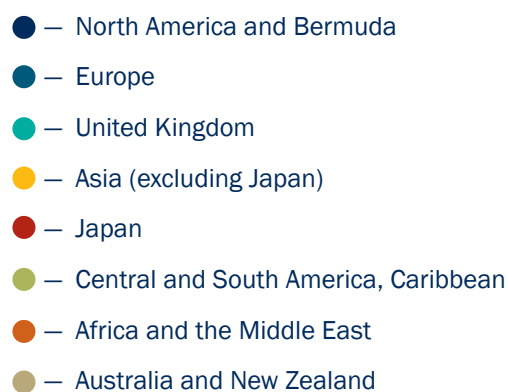 — North America and Bermuda
— Europe
— United Kingdom
— Asia (excluding Japan)
— Japan
— Central and South America, Caribbean
— Africa and the Middle East
— Australia and New Zealand